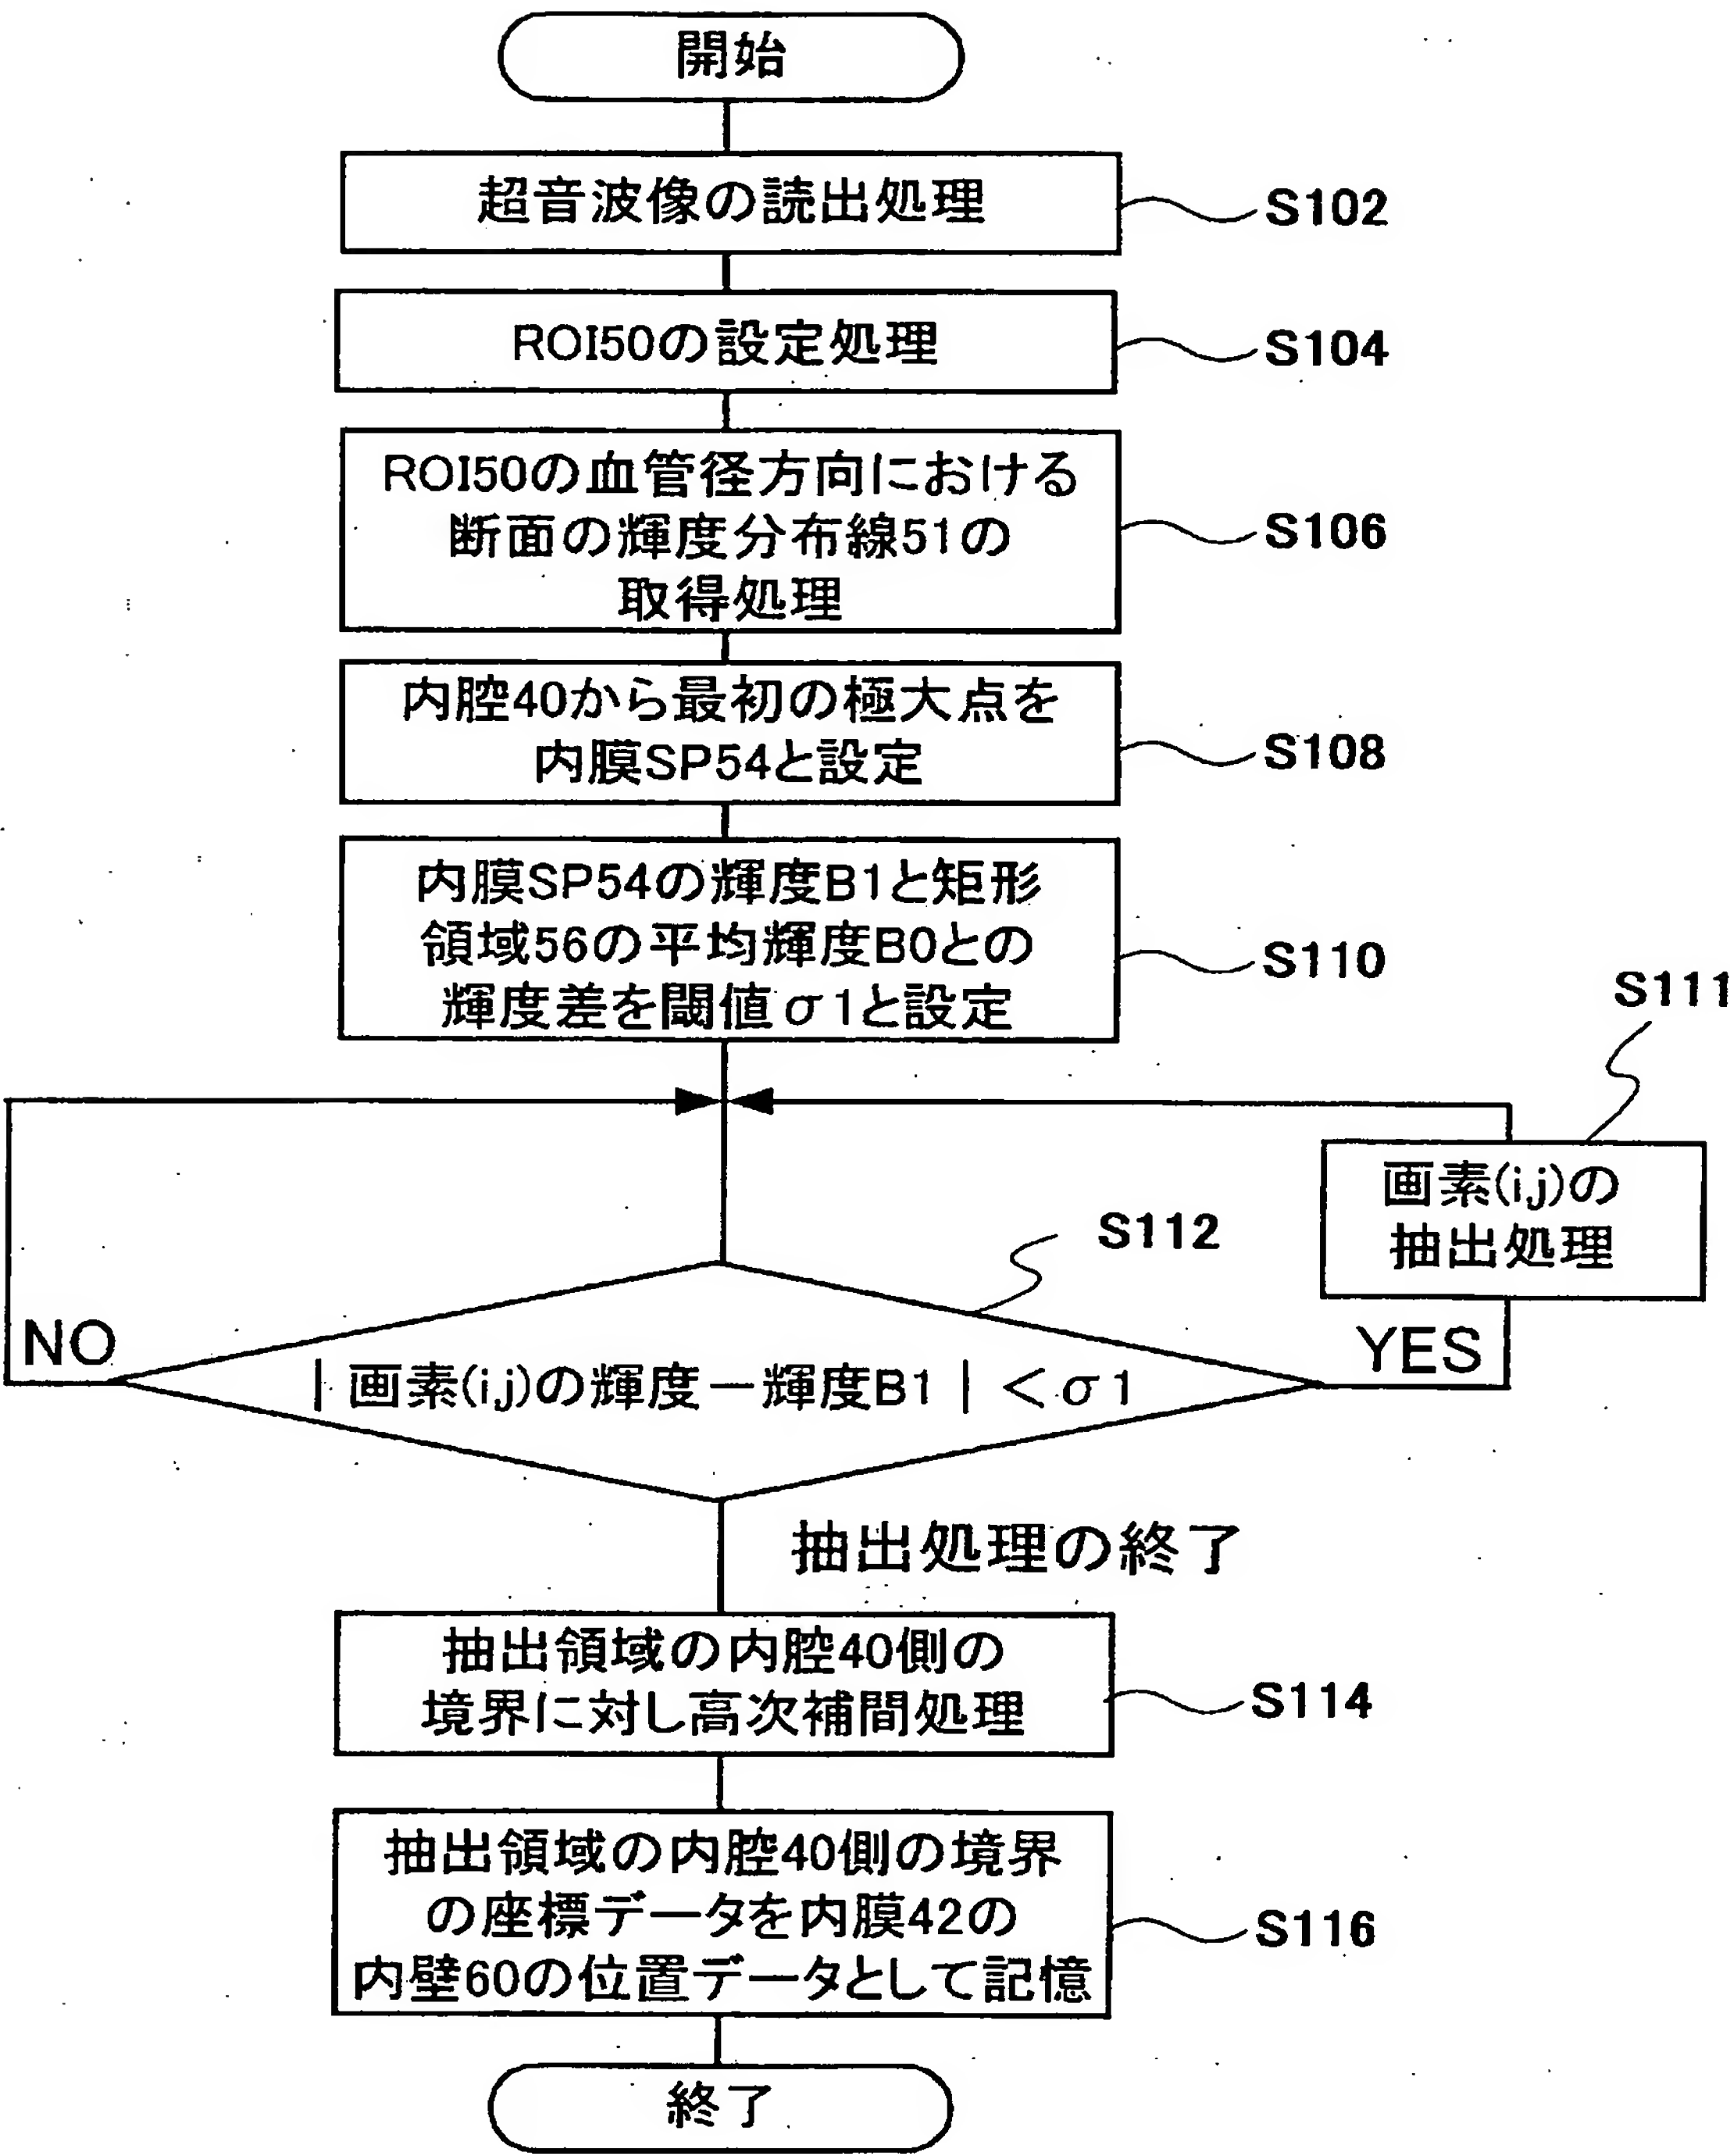 開始
超音波像の読出処理
S102
ROI50の設定処理
S104
ROI50の血管径方向における
断面の輝度分布線51の
取得処理
S106
内腔40から最初の極大点を
内膜SP54と設定
S108
内膜SP54の輝度B1と矩形
領域56の平均輝度B0との
輝度差を閾値σ1と設定
S110
S111
画素(i,j)の
抽出処理
S112
NO
YES
|画素(i,j)の輝度－輝度B1|＜σ1
抽出処理の終了
抽出領域の内腔40側の
境界に対し高次補間処理
S114
抽出領域の内腔40側の境界
の座標データを内膜42の
内壁60の位置データとして記憶
S116
終了